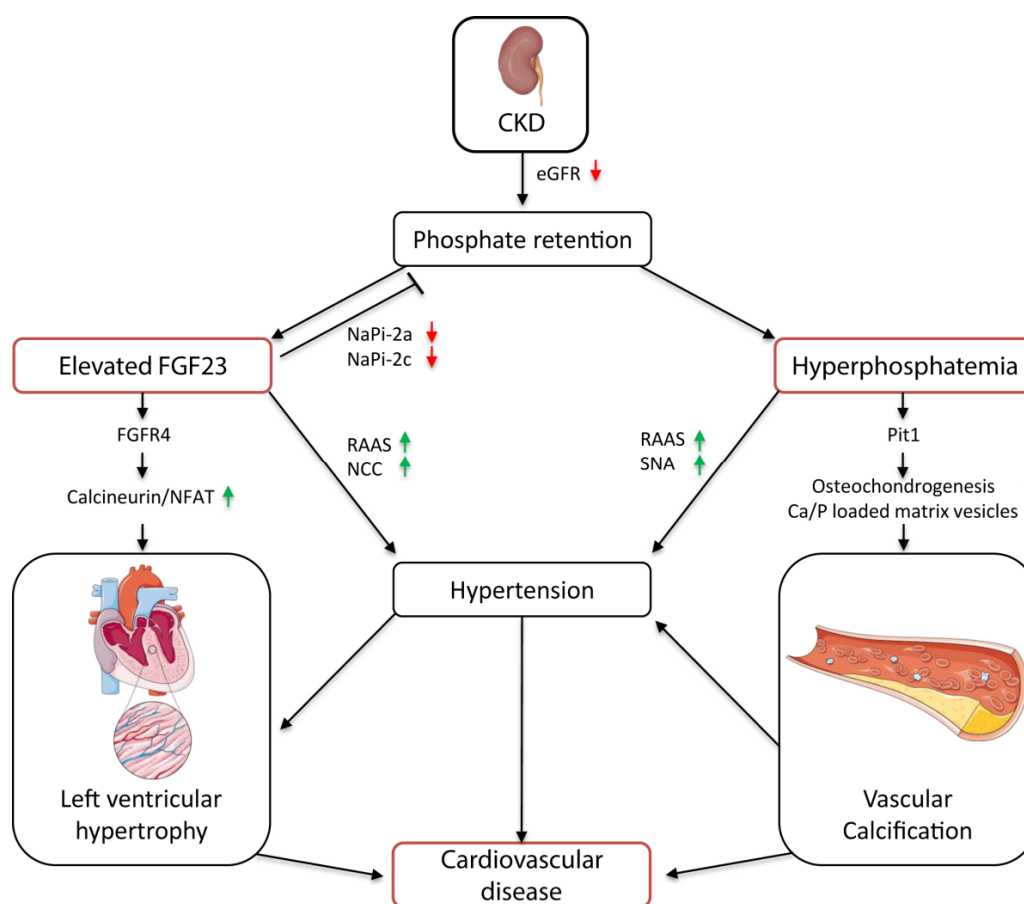 CKD
eGFR
Phosphate retention
NaPi-2a
NaPi-2c
Elevated FGF23
Hyperphosphatemia
FGFR4
RAAS
NCC
RAAS
SNA
Pit1
Calcineurin/NFAT
Osteochondrogenesis
Ca/P loaded matrix vesicles
Hypertension
Left ventricular
hypertrophy
Vascular
Calcification
Cardiovascular
disease